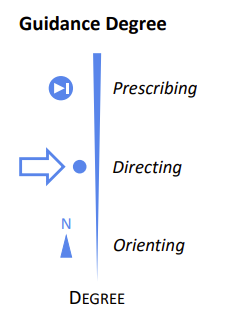 Guidance Degree
Prescribing
Directing
N
Orienting
DEGREE